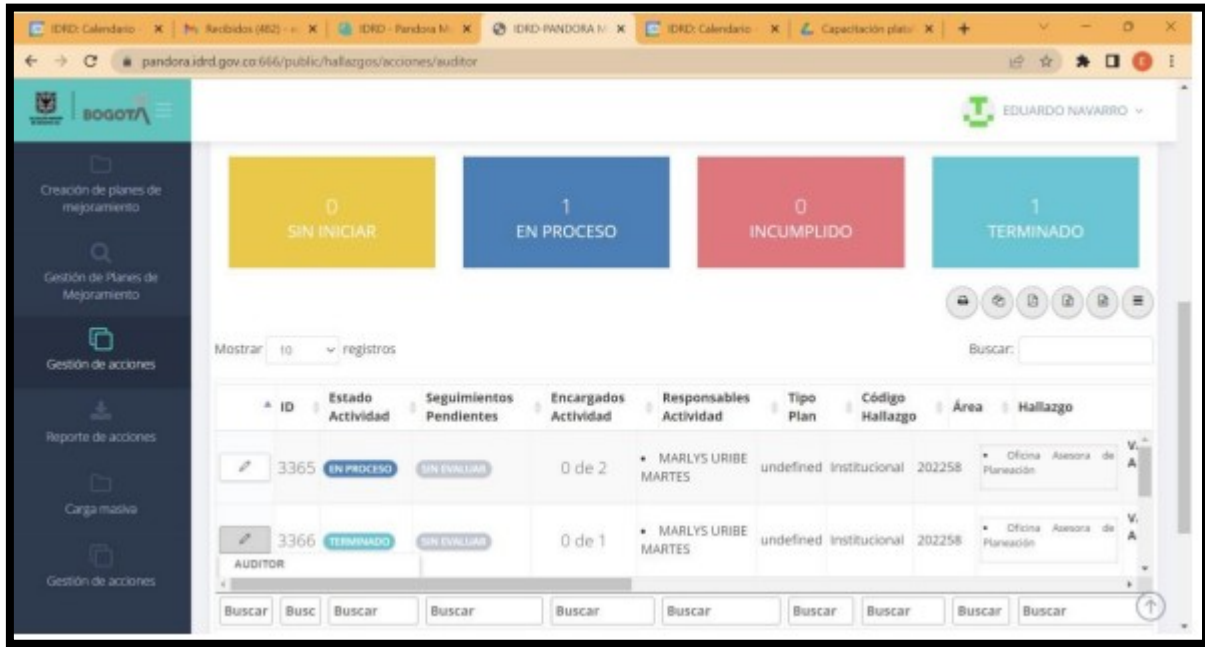 IDRD: Calendario -
Recibidos (482) -
IDRD - Pandora M
IDRD-PANDORA M
IDRD: Calendario -
Capacitación plata
pandora.idrd.gov.co:666/public/hallazgos/acciones/auditor
BOGOTÁ
EDUARDO NAVARRO
Creación de planes de
mejoramiento
Gestión de Planes de
Mejoramiento
Gestión de acciones
Reporte de acciones
Carga masiva
Gestión de acciones
0
SIN INICIAR
1
EN PROCESO
0
INCUMPLIDO
1
TERMINADO
Mostrar 10 registros
Buscar:
ID Estado Actividad Seguimientos Pendientes Encargados Actividad Responsables Actividad Tipo Plan Código Hallazgo Área Hallazgo
3365 EN PROCESO SIN EVALUAR 0 de 2 • MARLYS URIBE MARTES undefined Institucional 202258 • Oficina Asesora de Planeación V. A
3366 TERMINADO SIN EVALUAR 0 de 1 • MARLYS URIBE MARTES undefined Institucional 202258 • Oficina Asesora de Planeación V. A
AUDITOR
Buscar Busc Buscar Buscar Buscar Buscar Buscar Buscar Buscar Buscar